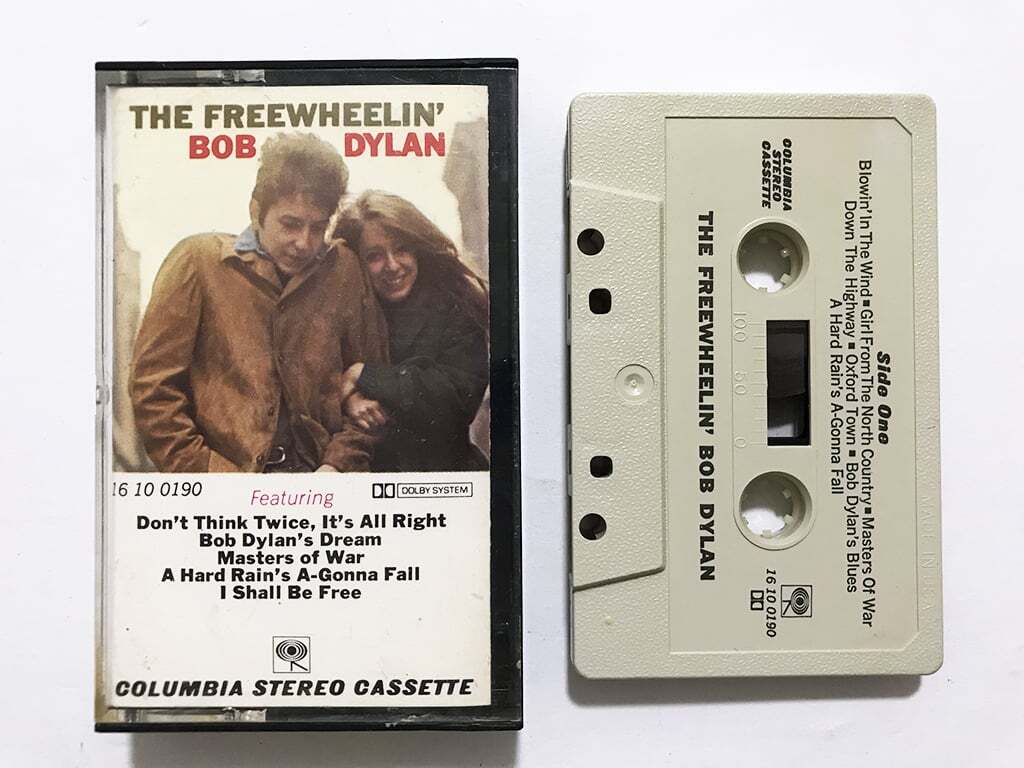 THE FREEWHEELIN'
BOB DYLAN
16 10 0190
Featuring
DOLBY SYSTEM
Don't Think Twice, It's All Right
Bob Dylan's Dream
Masters of War
A Hard Rain's A-Gonna Fall
I Shall Be Free
COLUMBIA STEREO CASSETTE
Side One
Blowin' In The Wind ▪ Girl From The North Country ▪ Masters Of War
Down The Highway ▪ Oxford Town ▪ Bob Dylan's Blues
A Hard Rain's A-Gonna Fall
COLUMBIA
STEREO
CASSETTE
100 50 0
16 10 0190
THE FREEWHEELIN' BOB DYLAN
MADE IN U.S.A.